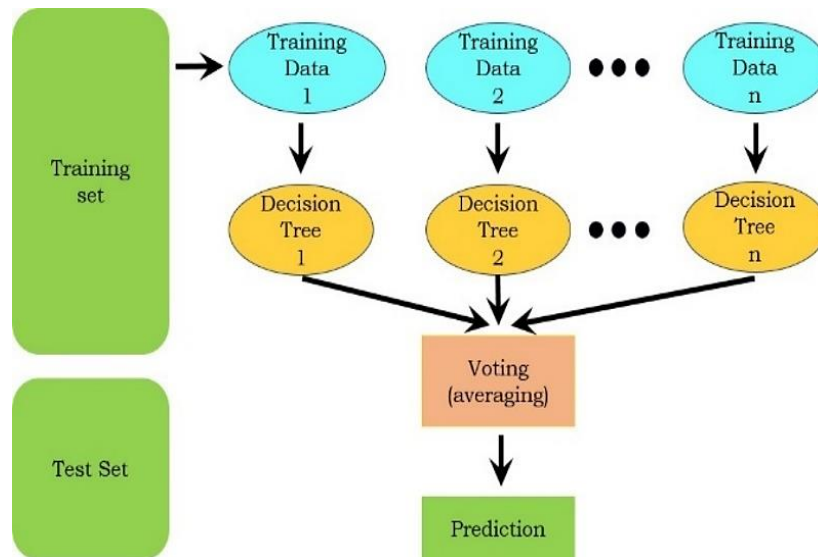 Training
set
Training
Data
1
Training
Data
2
Training
Data
n
Decision
Tree
1
Decision
Tree
2
Decision
Tree
n
Voting
(averaging)
Test Set
Prediction